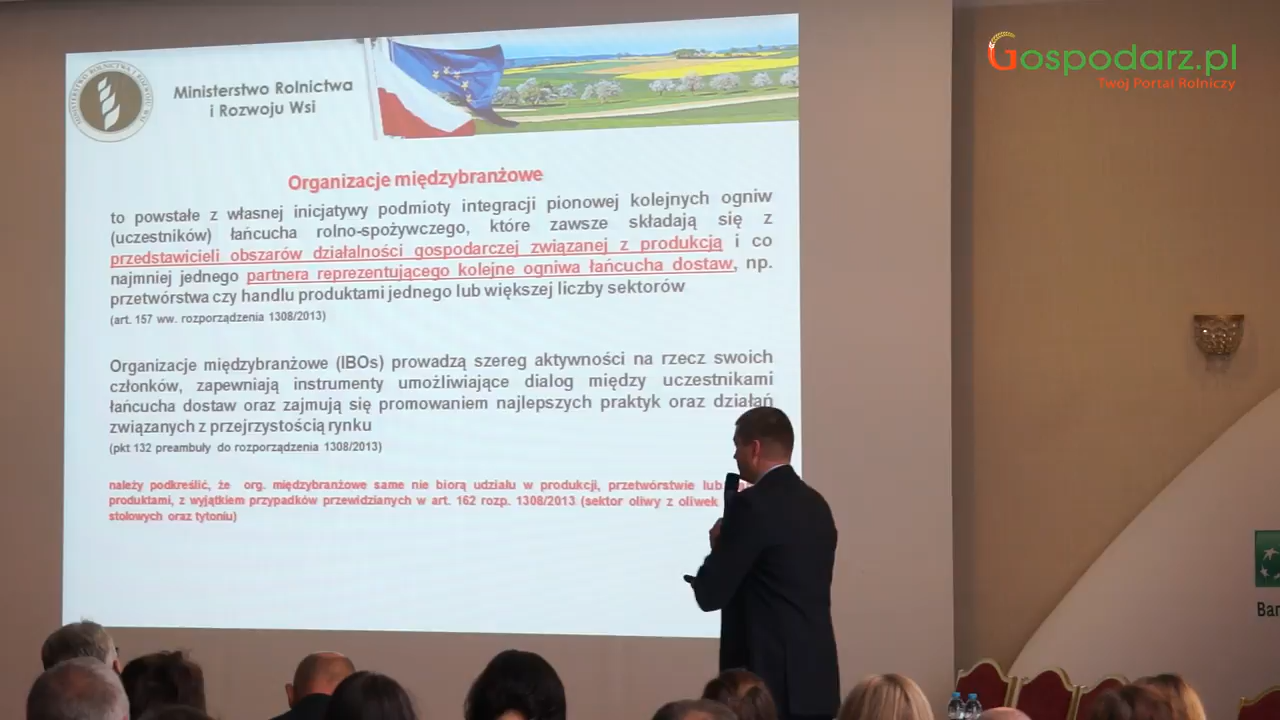 Gospodarz.pl
Twój Portal Rolniczy
MINISTERSTWO ROLNICTWA I ROZWOJU WSI
Ministerstwo Rolnictwa
i Rozwoju Wsi
Organizacje międzybranżowe
to powstałe z własnej inicjatywy podmioty integracji pionowej kolejnych ogniw
(uczestników) łańcucha rolno-spożywczego, które zawsze składają się z
przedstawicieli obszarów działalności gospodarczej związanej z produkcją i co
najmniej jednego partnera reprezentującego kolejne ogniwa łańcucha dostaw, np.
przetwórstwa czy handlu produktami jednego lub większej liczby sektorów
(art. 157 ww. rozporządzenia 1308/2013)
Organizacje międzybranżowe (IBOs) prowadzą szereg aktywności na rzecz swoich
członków, zapewniają instrumenty umożliwiające dialog między uczestnikami
łańcucha dostaw oraz zajmują się promowaniem najlepszych praktyk oraz działań
związanych z przejrzystością rynku
(pkt 132 preambuły do rozporządzenia 1308/2013)
należy podkreślić, że org. międzybranżowe same nie biorą udziału w produkcji, przetwórstwie lub
produktami, z wyjątkiem przypadków przewidzianych w art. 162 rozp. 1308/2013 (sektor oliwy z oliwek
stołowych oraz tytoniu)